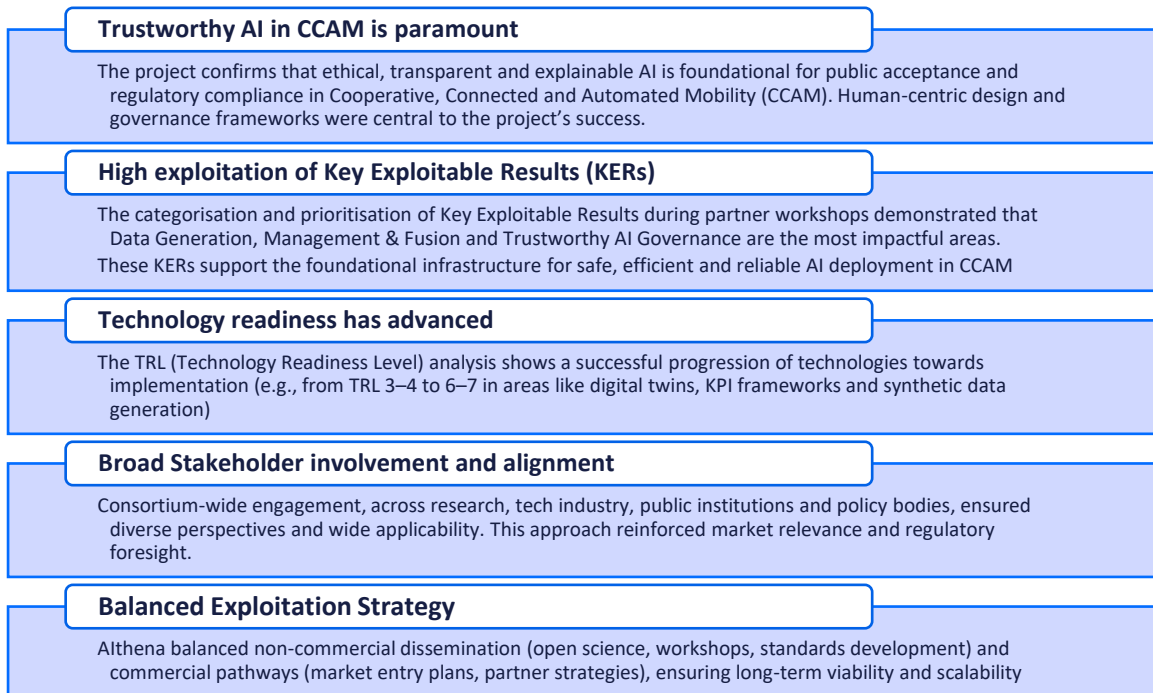 Trustworthy AI in CCAM is paramount
The project confirms that ethical, transparent and explainable AI is foundational for public acceptance and
regulatory compliance in Cooperative, Connected and Automated Mobility (CCAM). Human-centric design and
governance frameworks were central to the project's success.
High exploitation of Key Exploitable Results (KERs)
The categorisation and prioritisation of Key Exploitable Results during partner workshops demonstrated that
Data Generation, Management & Fusion and Trustworthy AI Governance are the most impactful areas.
These KERs support the foundational infrastructure for safe, efficient and reliable AI deployment in CCAM
Technology readiness has advanced
The TRL (Technology Readiness Level) analysis shows a successful progression of technologies towards
implementation (e.g., from TRL 3–4 to 6–7 in areas like digital twins, KPI frameworks and synthetic data
generation)
Broad Stakeholder involvement and alignment
Consortium-wide engagement, across research, tech industry, public institutions and policy bodies, ensured
diverse perspectives and wide applicability. This approach reinforced market relevance and regulatory
foresight.
Balanced Exploitation Strategy
AIthena balanced non-commercial dissemination (open science, workshops, standards development) and
commercial pathways (market entry plans, partner strategies), ensuring long-term viability and scalability